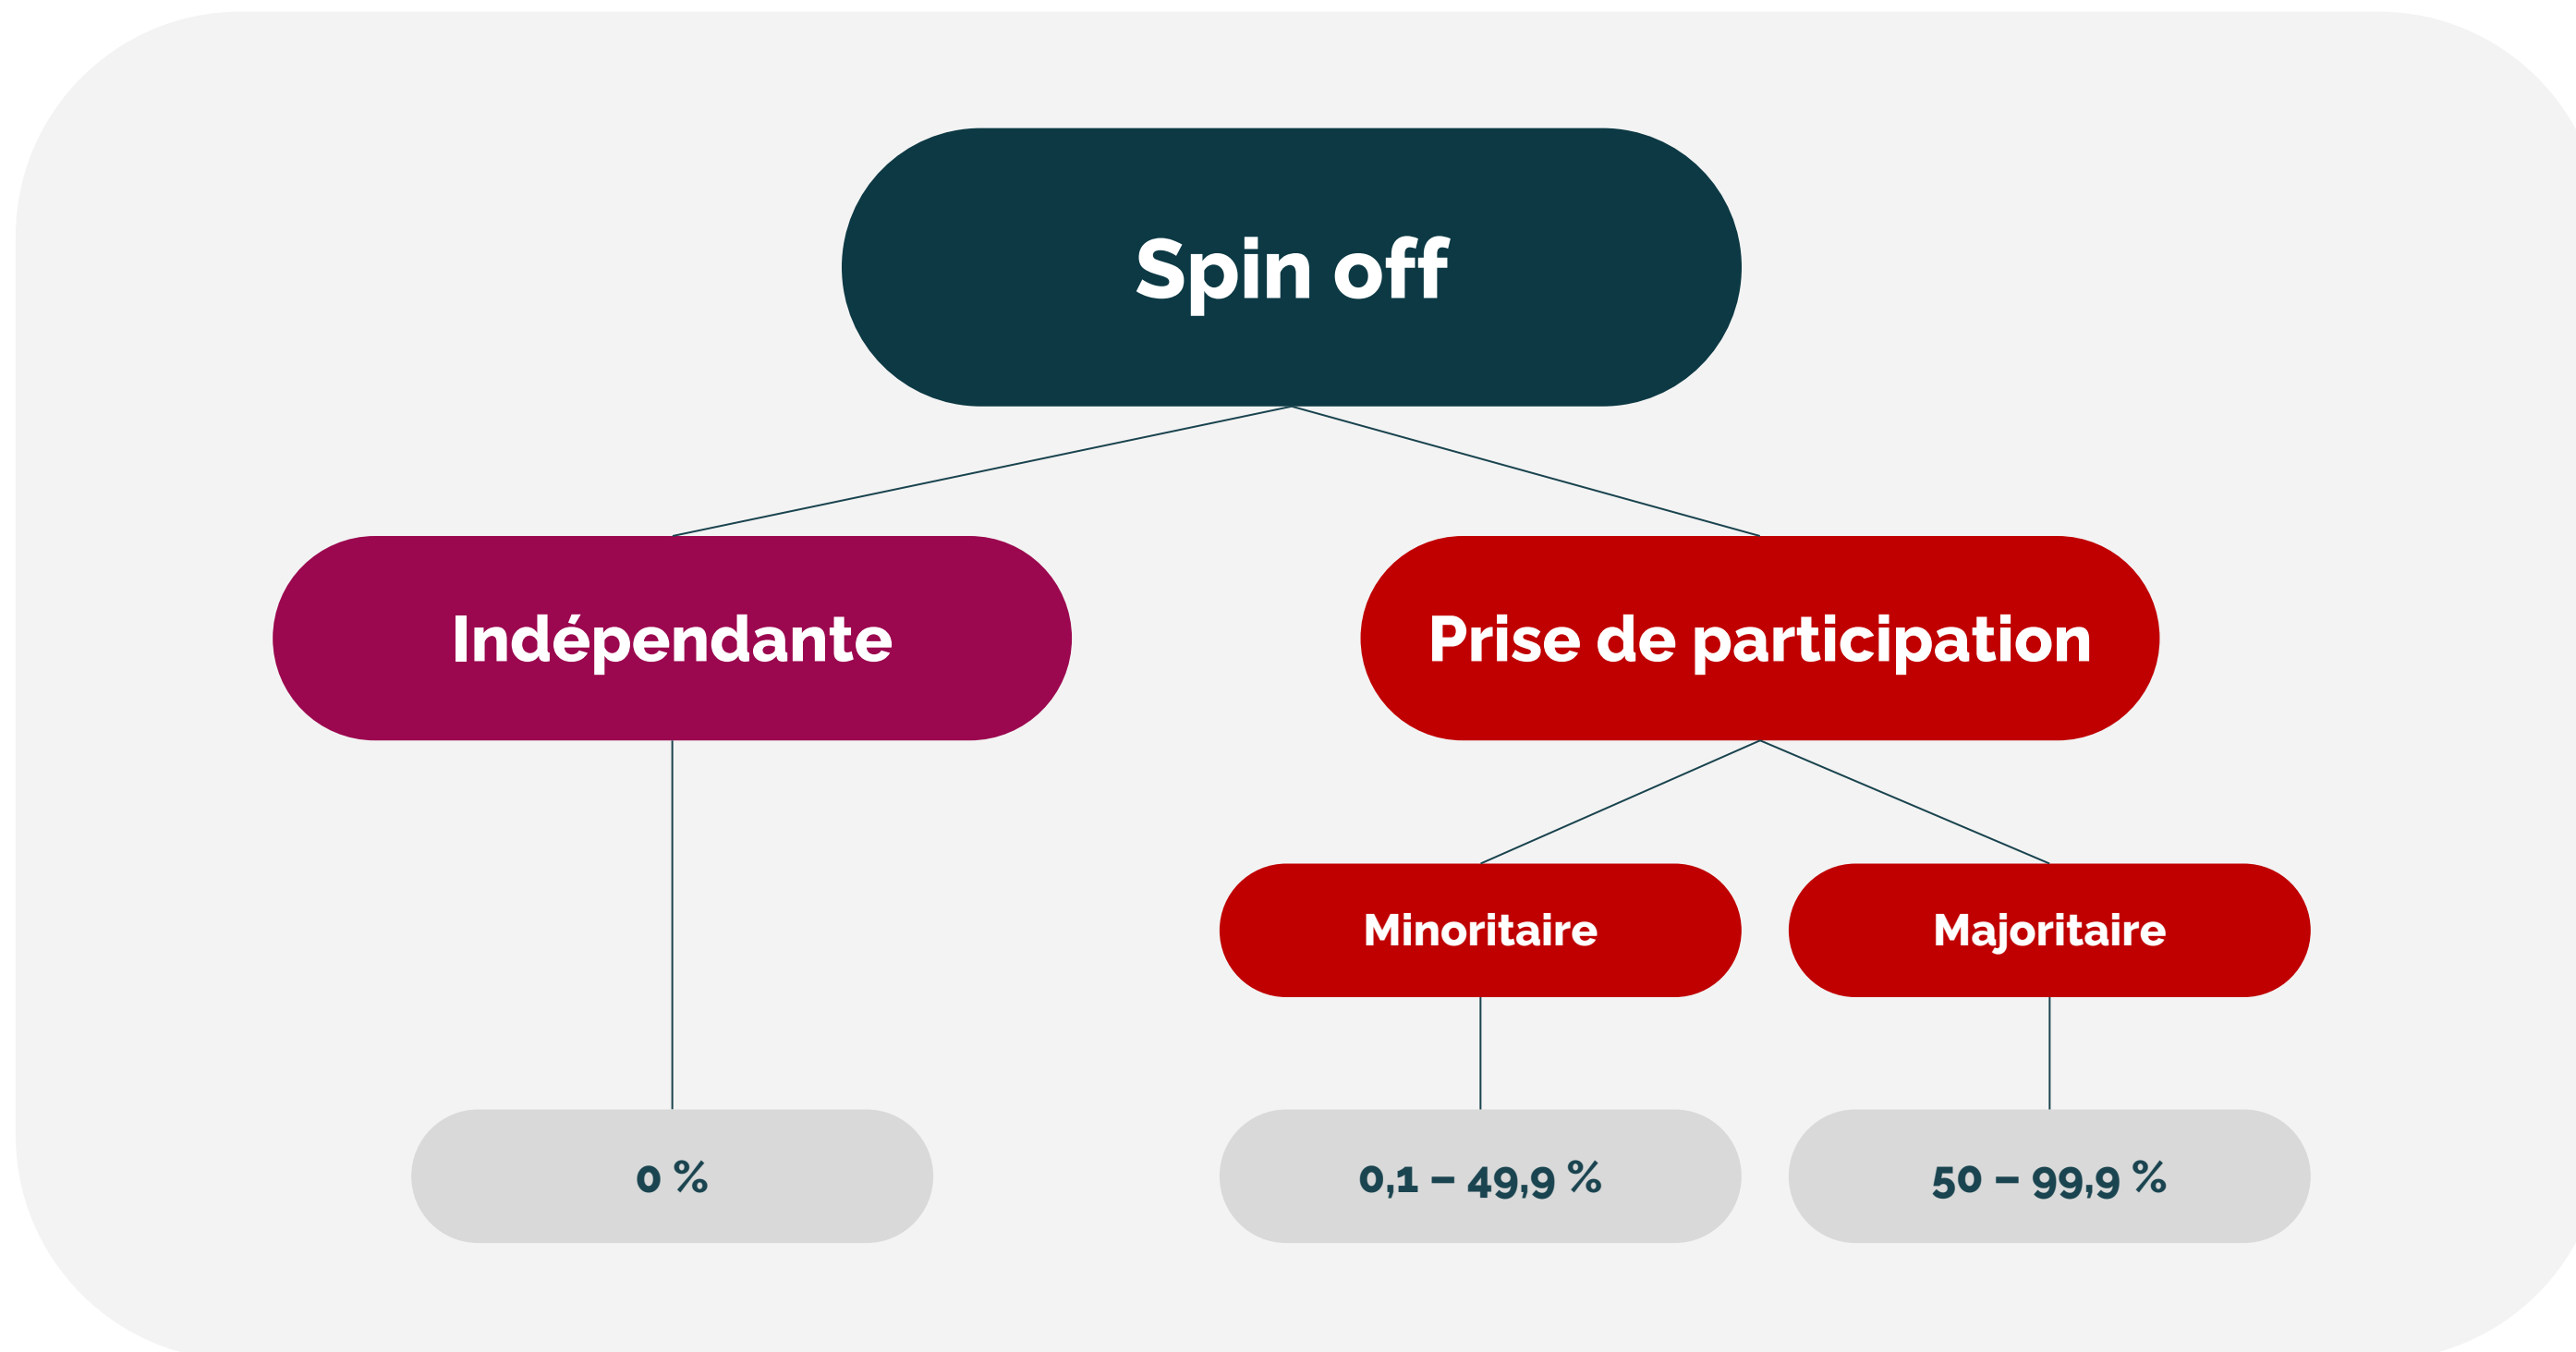 Spin off
Indépendante
Prise de participation
Minoritaire
Majoritaire
0 %
0,1 – 49,9 %
50 – 99,9 %